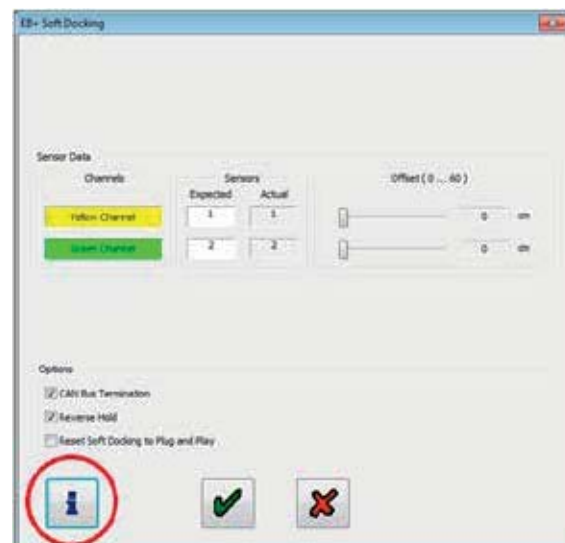 EB+ Soft Docking
Sensor Data
Channels Sensors Offset ( 0 ... 60 )
Expected Actual
Yellow Channel 1 1 0 cm
Green Channel 2 2 0 cm
Options
CAN Bus Termination
Reverse Hold
Reset Soft Docking to Plug and Play
i